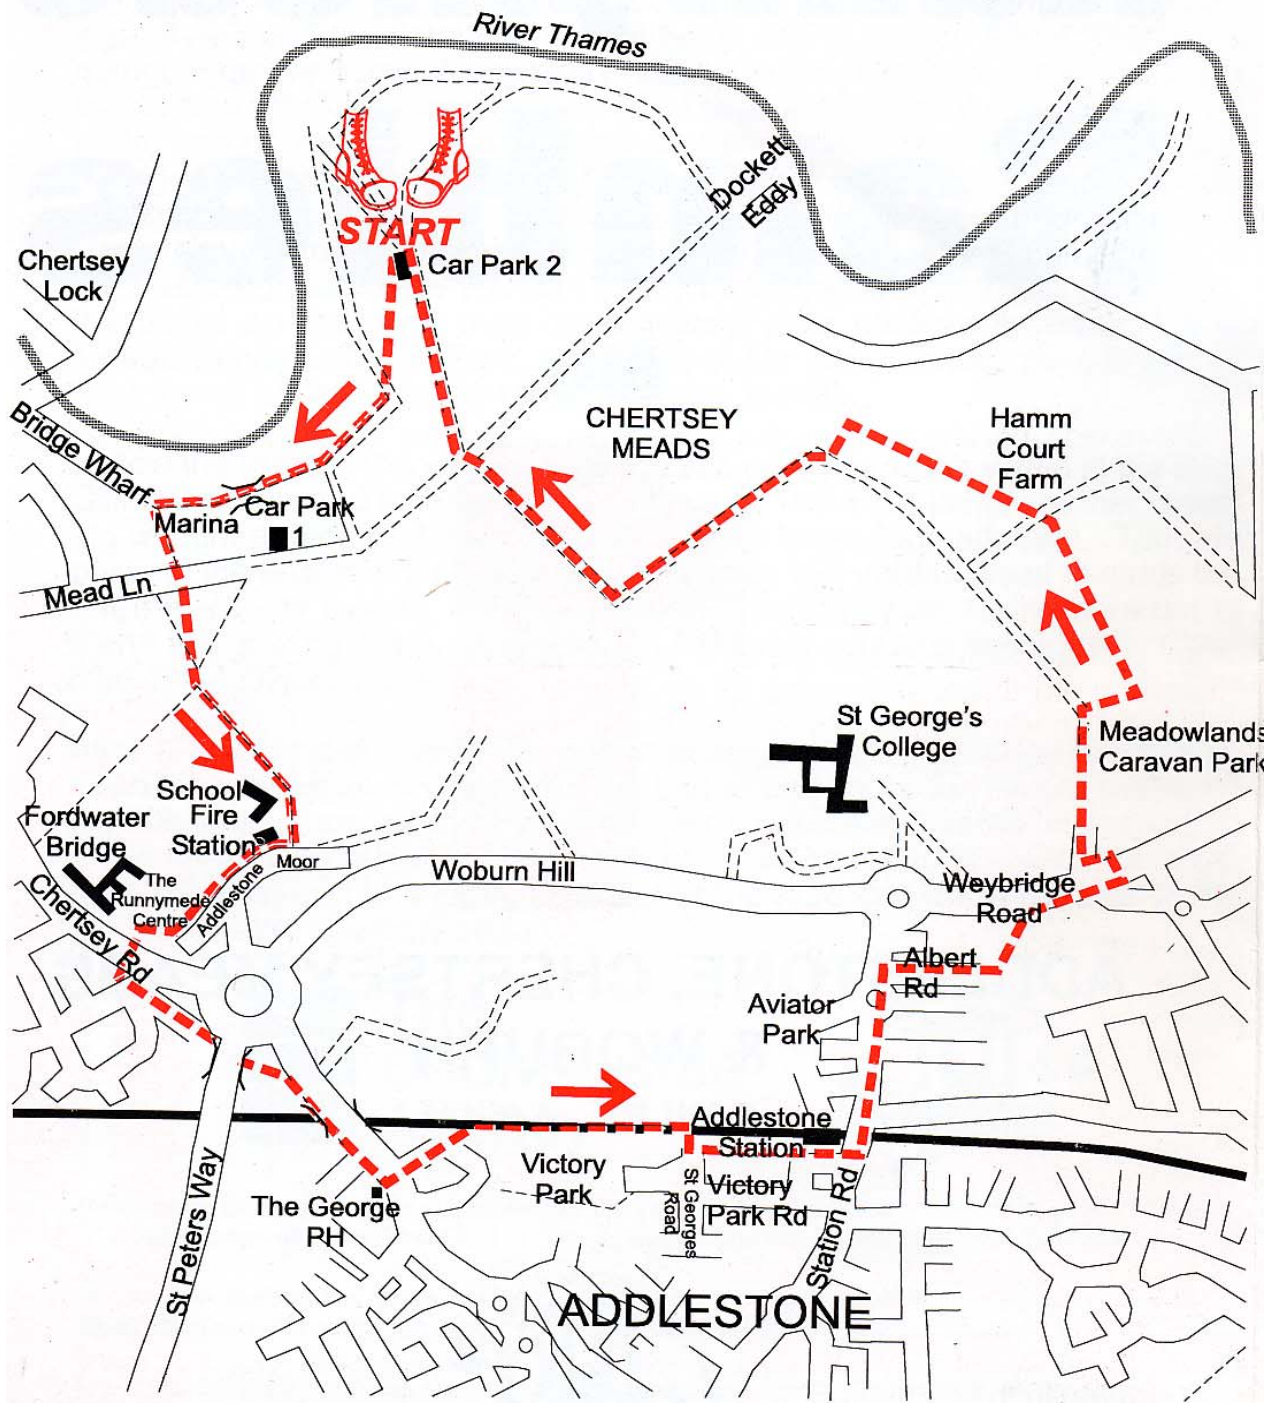 River Thames
Dockett
Eddy
START
Car Park 2
Chertsey
Lock
Bridge Wharf
Marina
Car Park
1
Mead Ln
CHERTSEY
MEADS
Hamm
Court
Farm
St George's
College
Meadowlands
Caravan Park
School
Fire
Station
Fordwater
Bridge
The
Runnymede
Centre
Addlestone
Moor
Woburn Hill
Chertsey Rd
Weybridge
Road
Albert
Rd
Aviator
Park
Addlestone
Station
Victory
Park
St Georges
Road
Victory
Park Rd
Station Rd
The George
PH
St Peters Way
ADDLESTONE